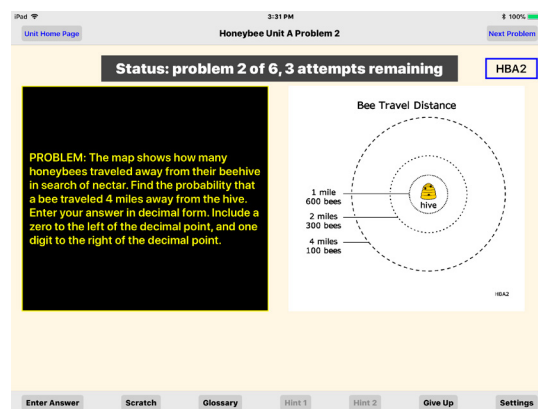 iPod 3:31 PM 100%
Unit Home Page Honeybee Unit A Problem 2 Next Problem
Status: problem 2 of 6, 3 attempts remaining HBA2
PROBLEM: The map shows how many
honeybees traveled away from their beehive
in search of nectar. Find the probability that
a bee traveled 4 miles away from the hive.
Enter your answer in decimal form. Include a
zero to the left of the decimal point, and one
digit to the right of the decimal point.
Bee Travel Distance
1 mile
600 bees
hive
2 miles
300 bees
4 miles
100 bees
HBA2
Enter Answer Scratch Glossary Hint 1 Hint 2 Give Up Settings